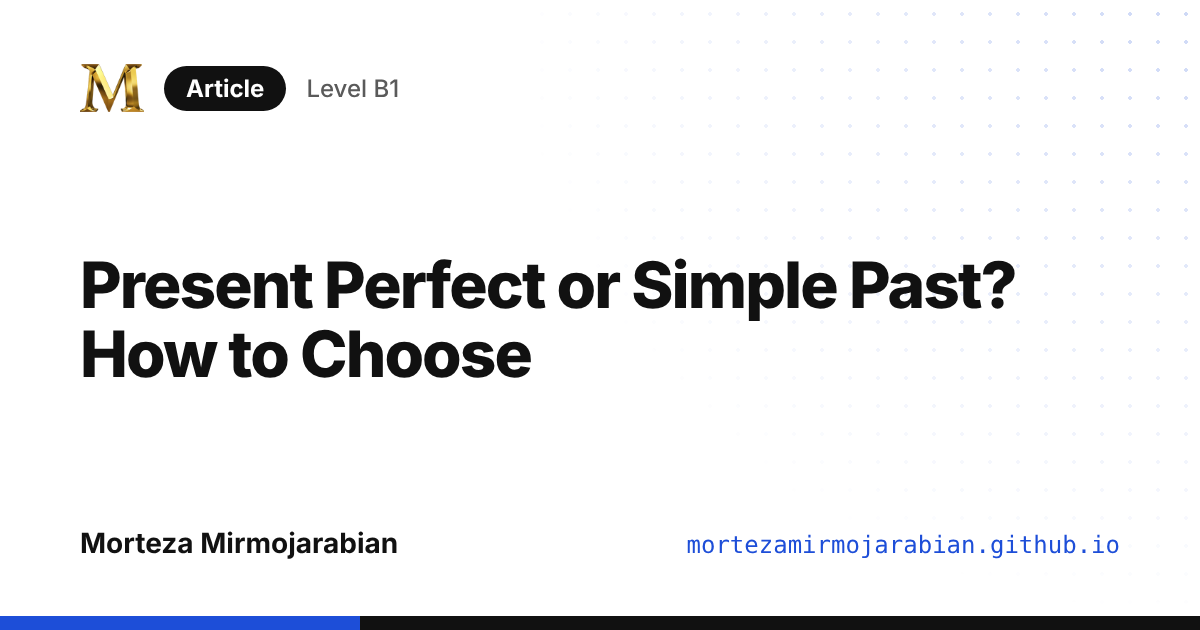 M Article Level B1
Present Perfect or Simple Past?
How to Choose
Morteza Mirmojarabian
mortezamirmojarabian.github.io